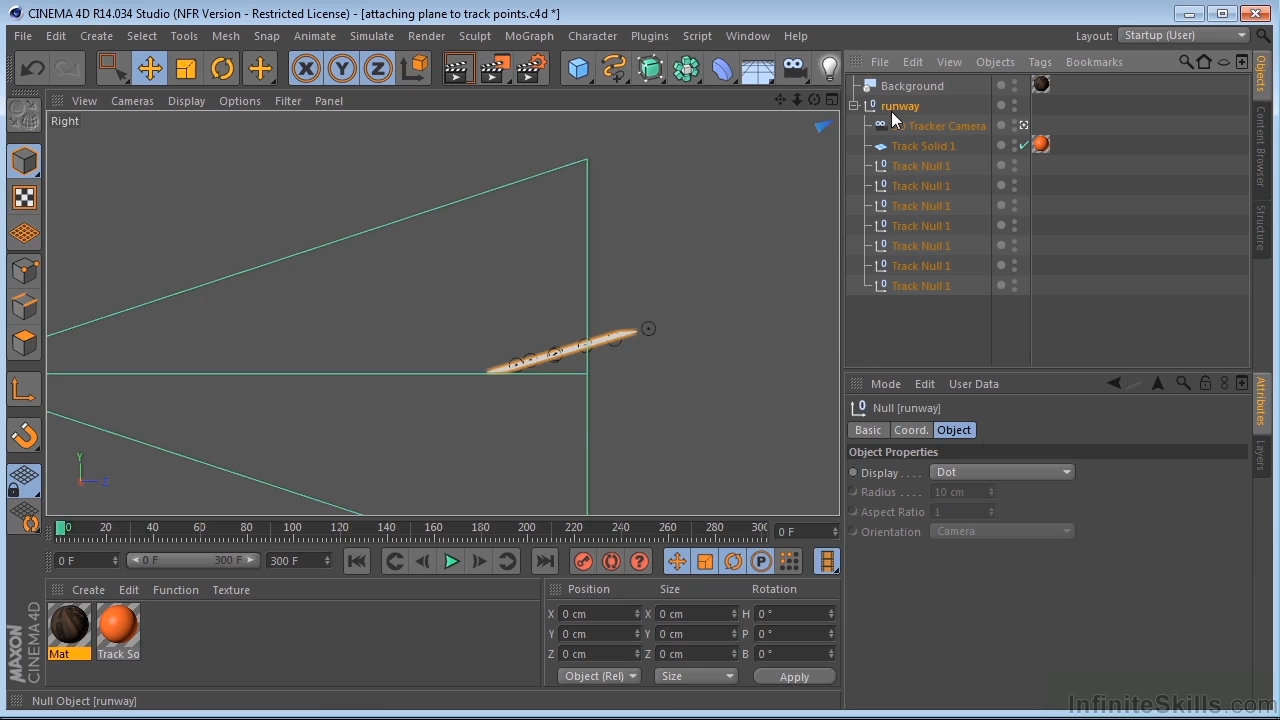 CINEMA 4D R14.034 Studio (NFR Version - Restricted License) - [attaching plane to track points.c4d *]
File Edit Create Select Tools Mesh Snap Animate Simulate Render Sculpt MoGraph Character Plugins Script Window Help Layout: Startup (User)
X Y Z
File Edit View Objects Tags Bookmarks
View Cameras Display Options Filter Panel
Right
Background
runway
Tracker Camera
Track Solid 1
Track Null 1
Track Null 1
Track Null 1
Track Null 1
Track Null 1
Track Null 1
Track Null 1
Objects
Content Browser
Structure
Y
Z
Mode Edit User Data
Null [runway]
Basic Coord. Object
Object Properties
Display . . . . Dot
Radius . . . . 10 cm
Aspect Ratio 1
Orientation Camera
Attributes
Layers
0 20 40 60 80 100 120 140 160 180 200 220 240 260 280 300 0 F
0 F 0 F 300 F 300 F
P
Create Edit Function Texture
Mat Track So
Position Size Rotation
X 0 cm X 0 cm H 0 °
Y 0 cm Y 0 cm P 0 °
Z 0 cm Z 0 cm B 0 °
Object (Rel) Size Apply
MAXON CINEMA 4D
Null Object [runway]
InfiniteSkills.com